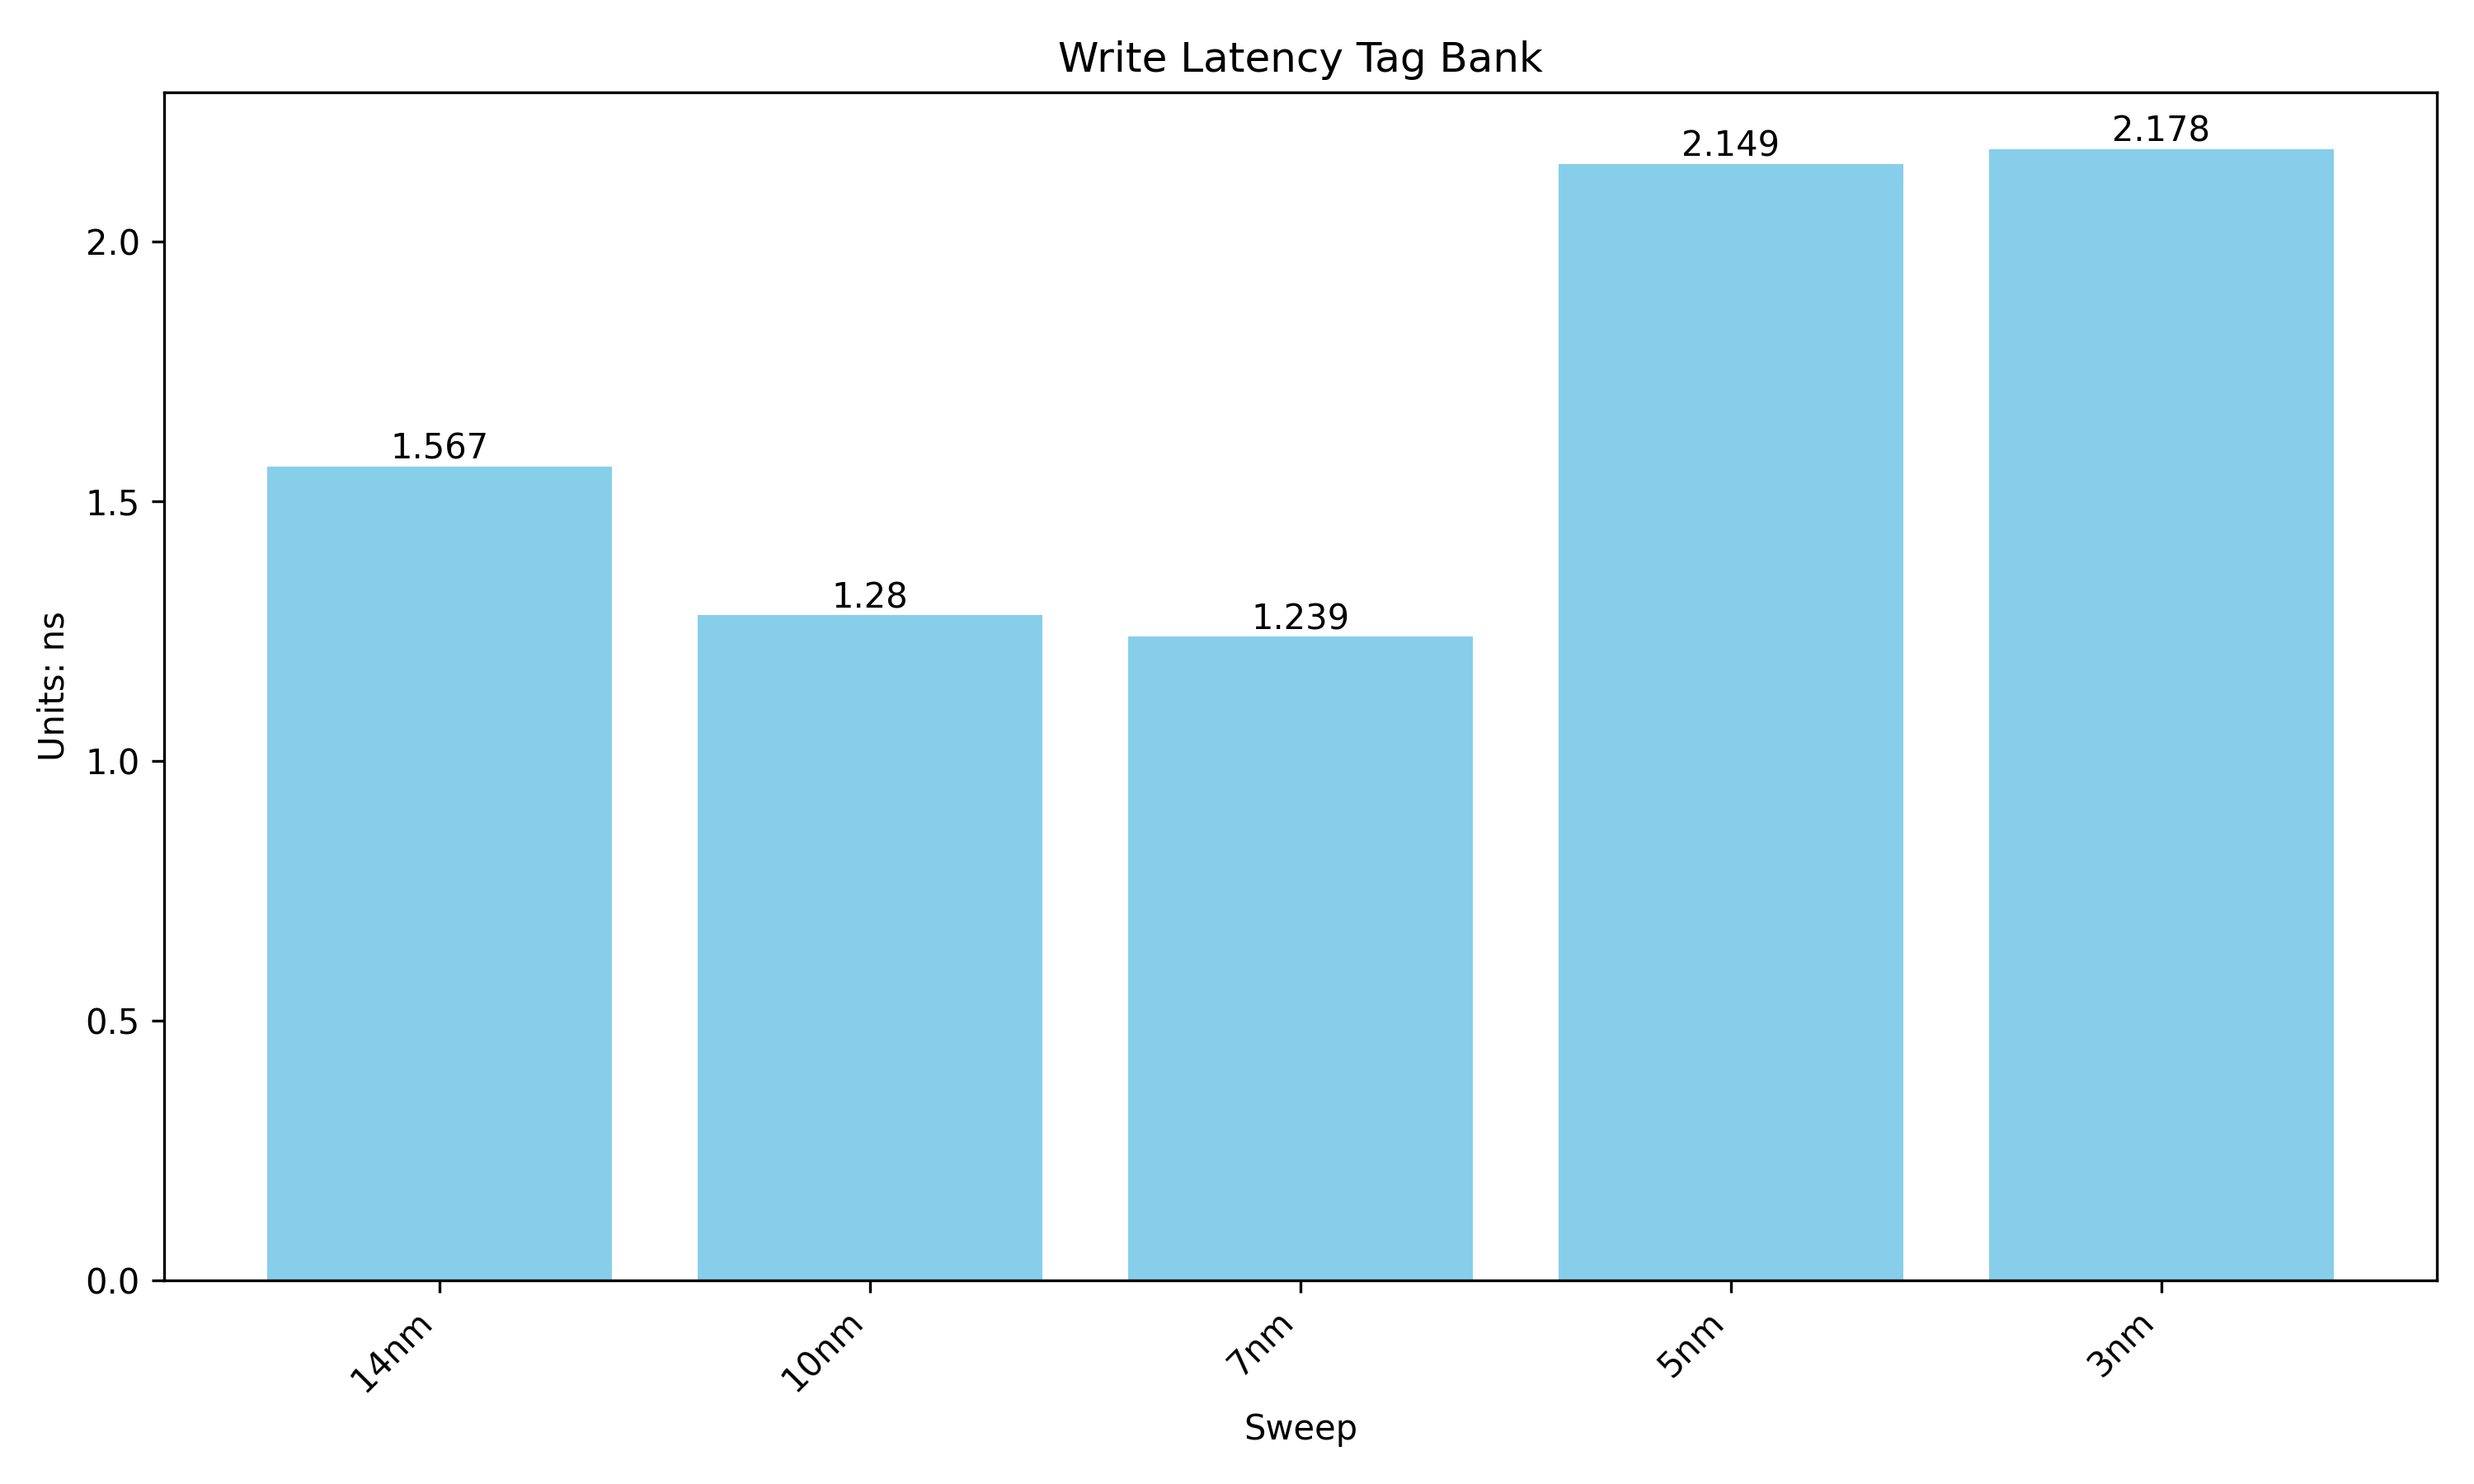 Write Latency Tag Bank
2.178
2.149
2.0
1.567
1.5
1.28
1.239
Units: ns
1.0
0.5
0.0
14nm
10nm
7nm
5nm
3nm
Sweep